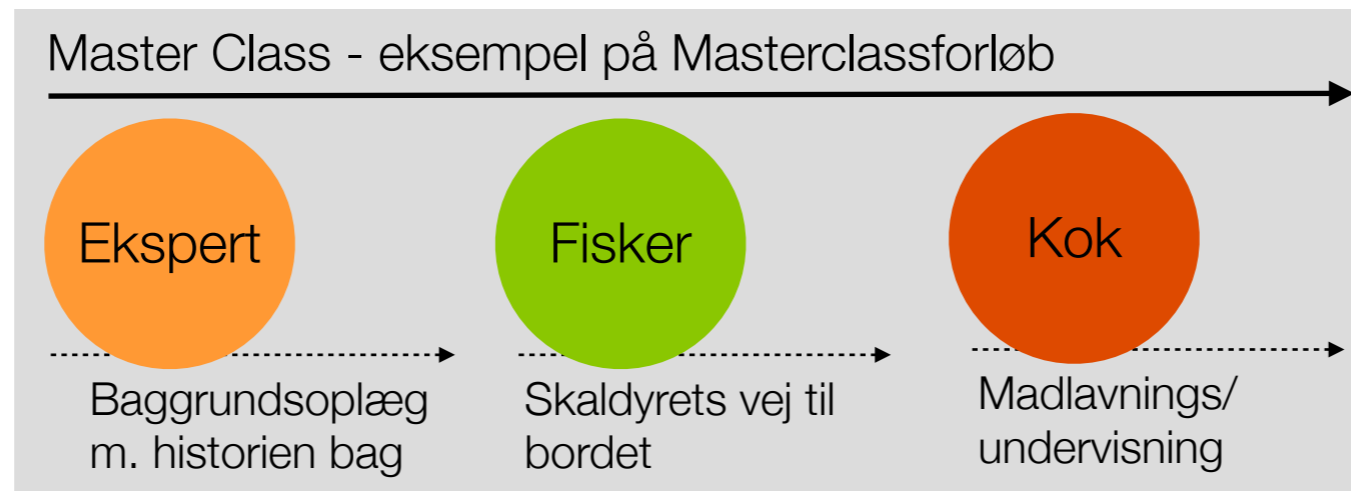 Master Class - eksempel på Masterclassforløb
Ekspert
Fisker
Kok
Baggrundsoplæg
m. historien bag
Skaldyrets vej til
bordet
Madlavnings/
undervisning